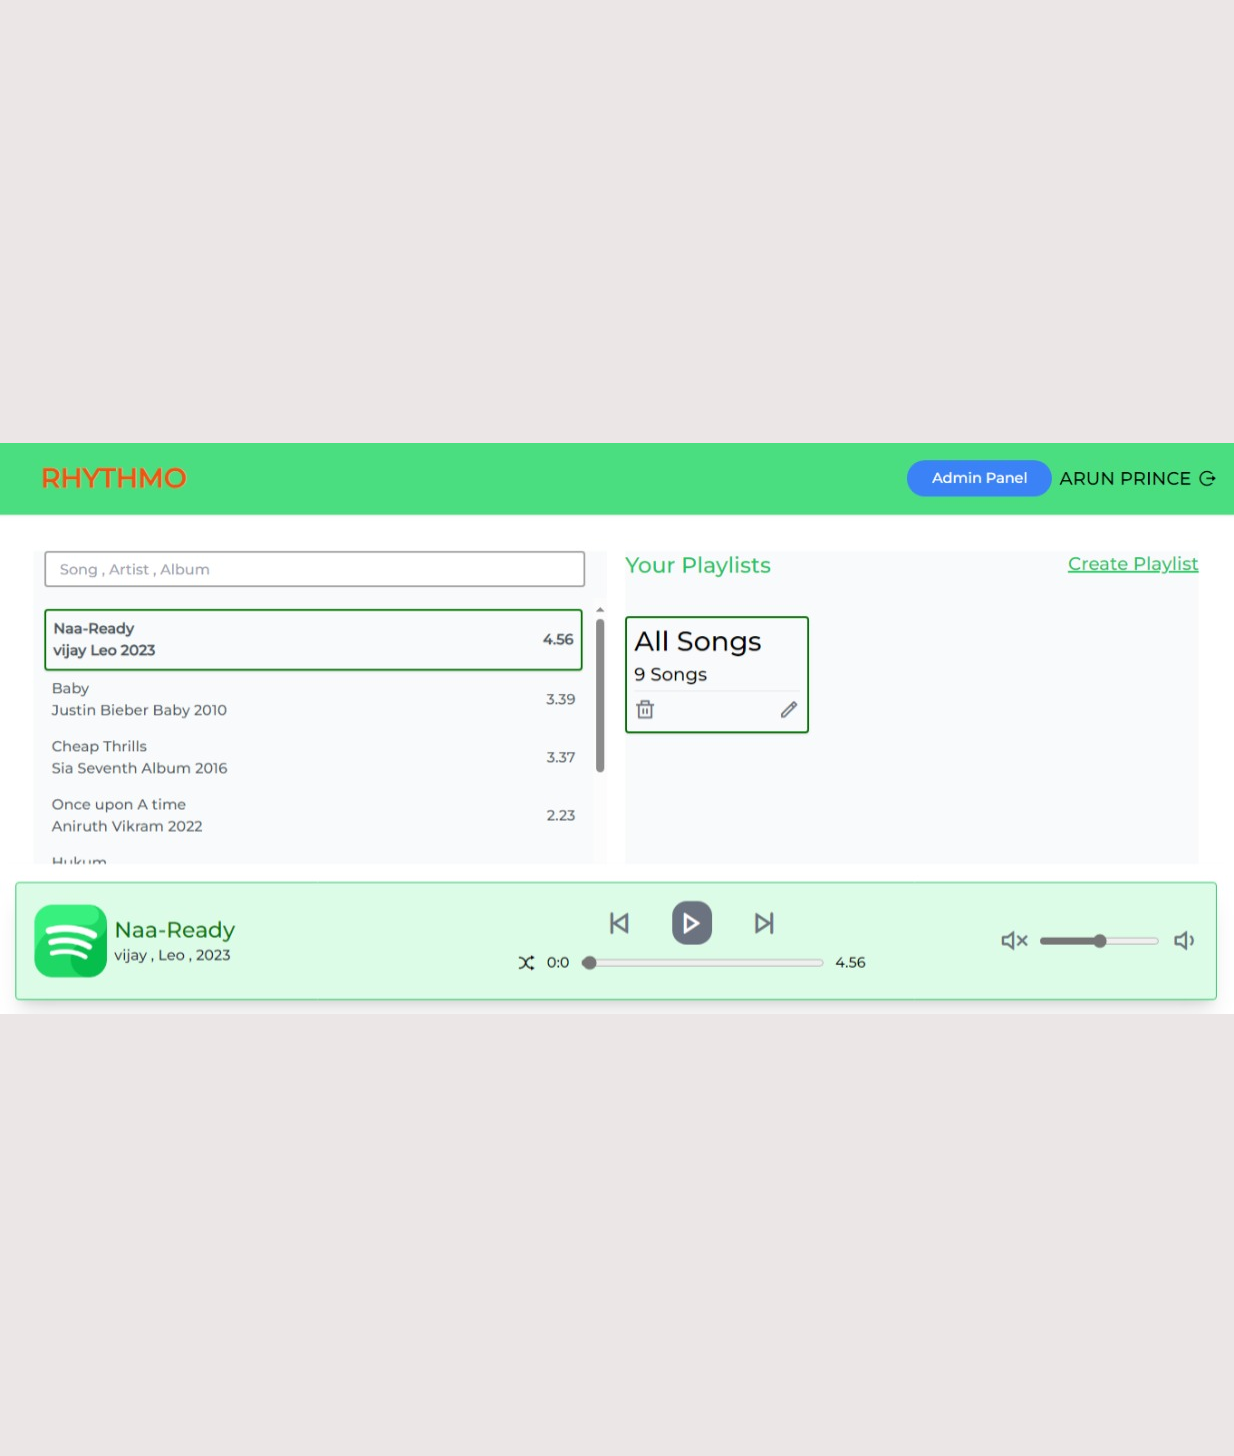 RHYTHMO
Admin Panel ARUN PRINCE
Song , Artist , Album
Naa-Ready
vijay Leo 2023
4.56
Baby
Justin Bieber Baby 2010
3.39
Cheap Thrills
Sia Seventh Album 2016
3.37
Once upon A time
Aniruth Vikram 2022
2.23
Hukum
Your Playlists
Create Playlist
All Songs
9 Songs
Naa-Ready
vijay , Leo , 2023
0:0
4.56